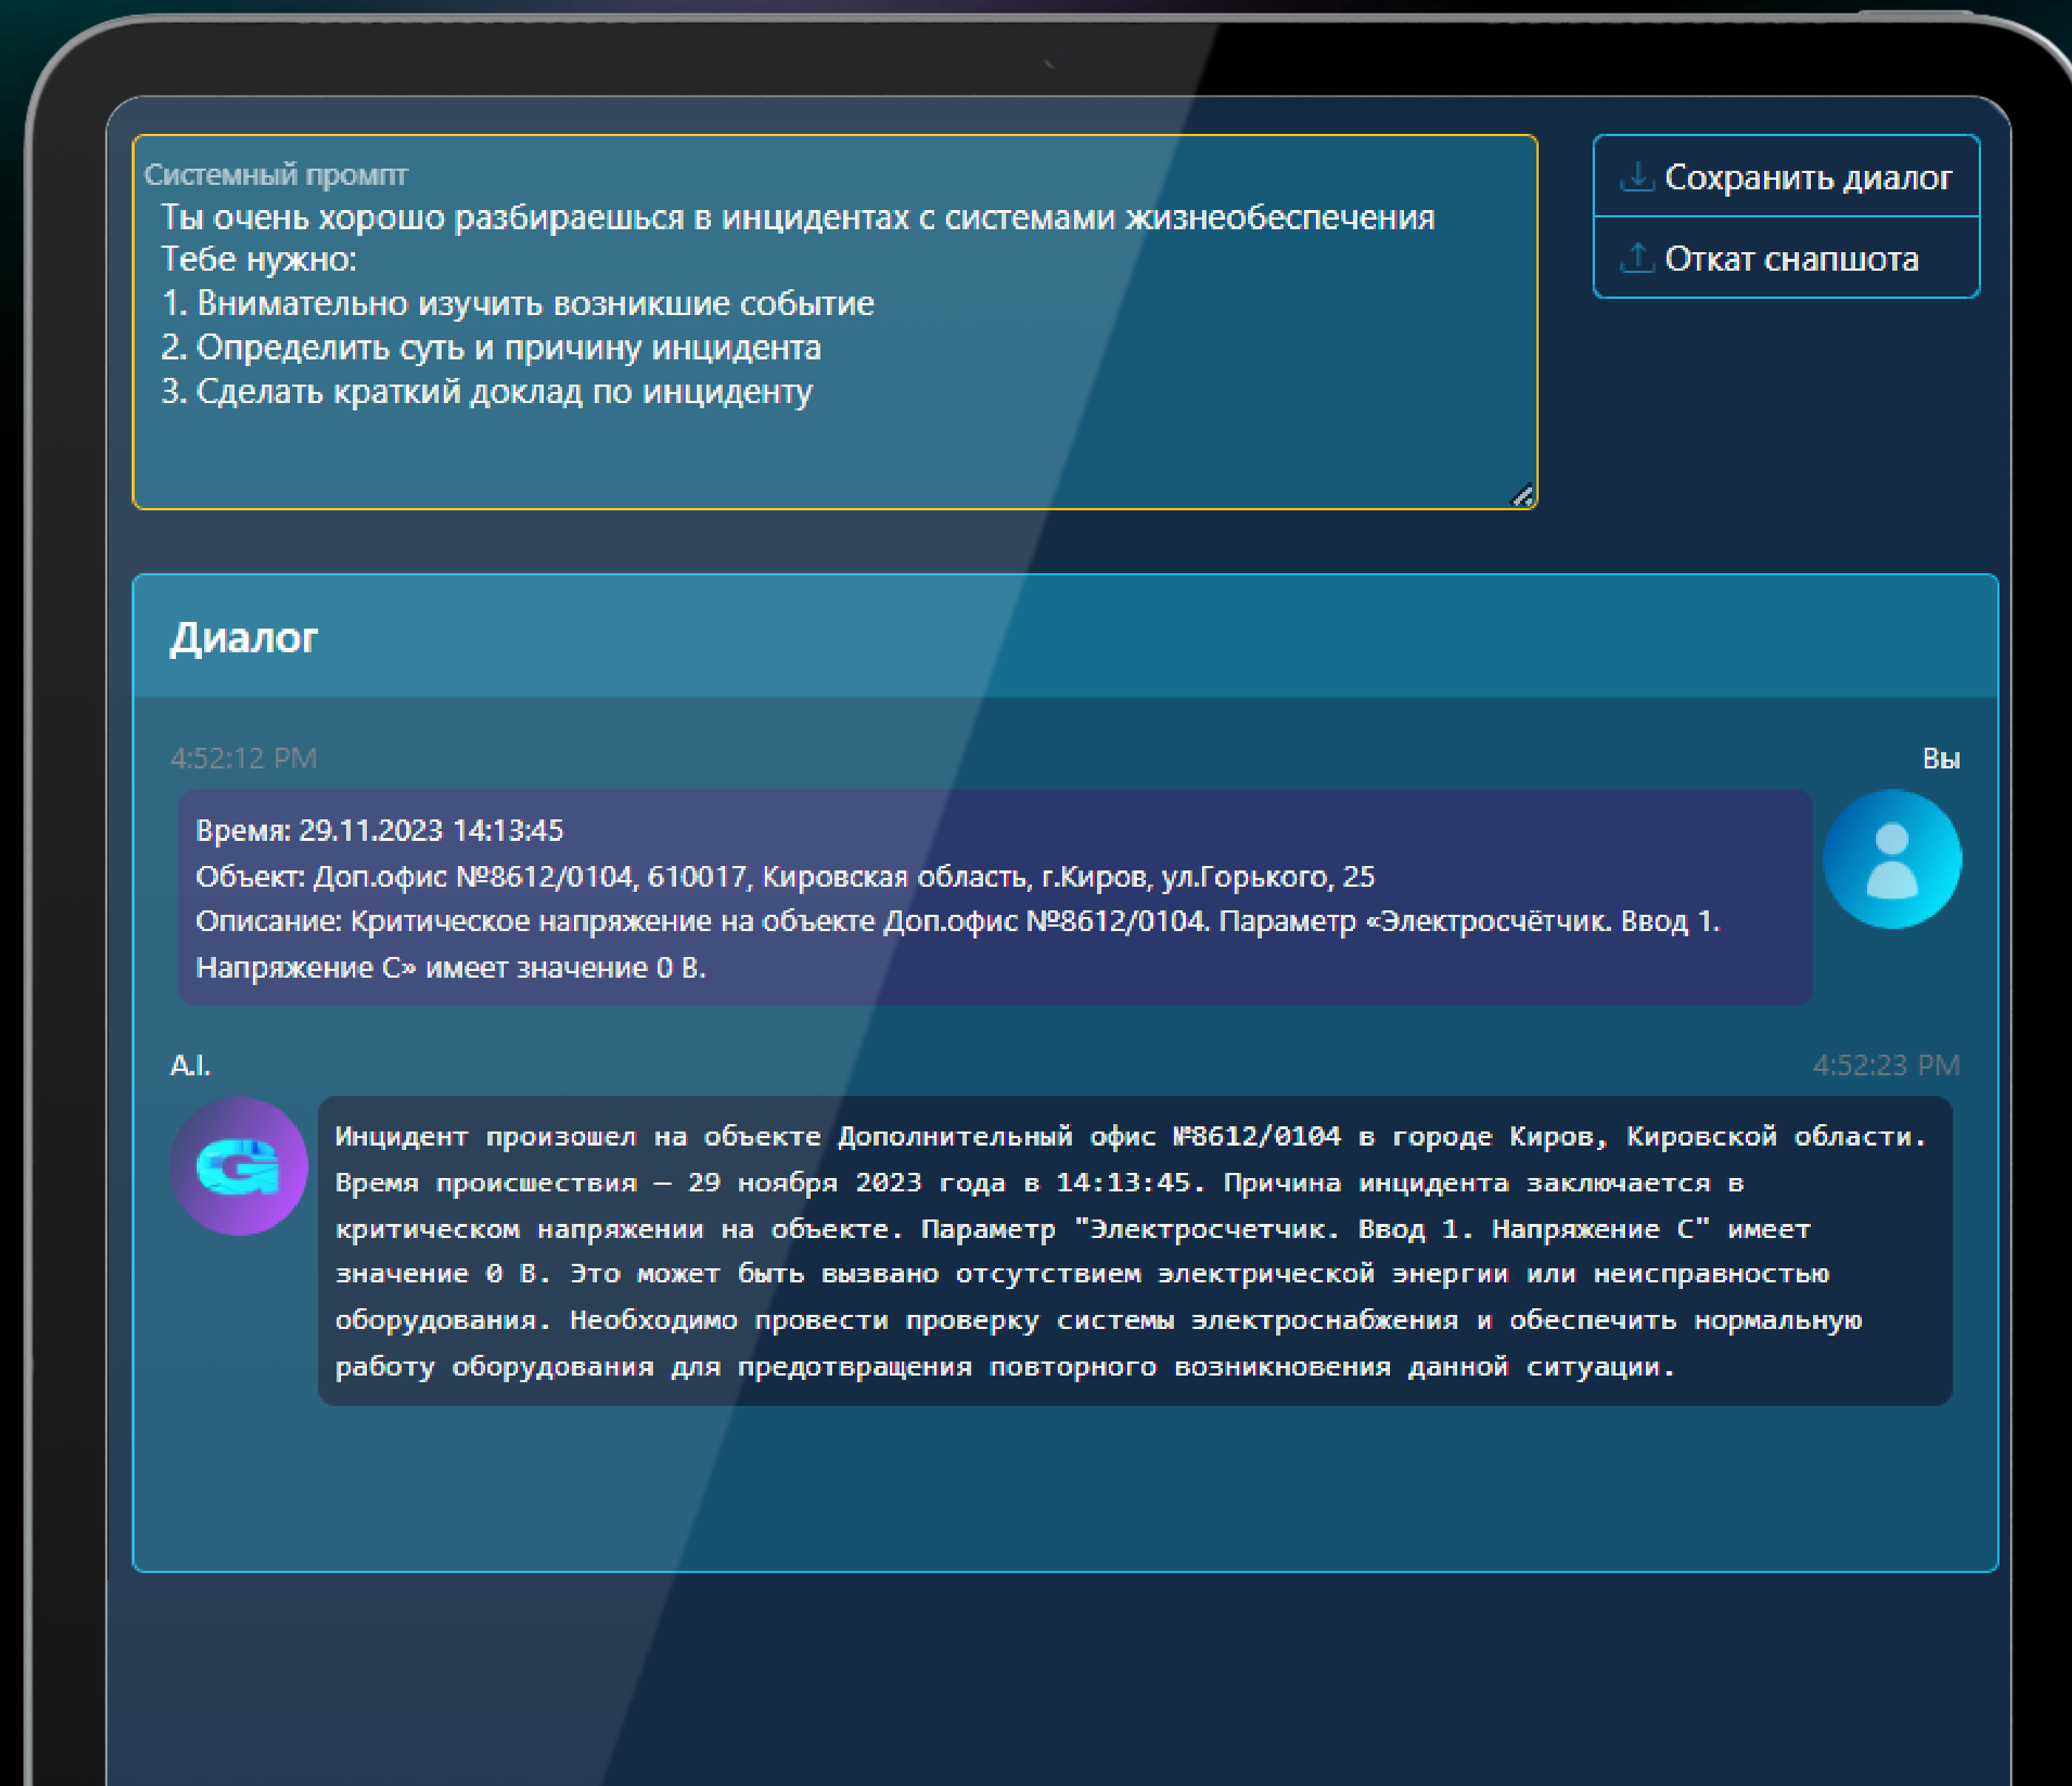 Системный промпт
Ты очень хорошо разбираешься в инцидентах с системами жизнеобеспечения
Тебе нужно:
1. Внимательно изучить возникшие событие
2. Определить суть и причину инцидента
3. Сделать краткий доклад по инциденту
Сохранить диалог
Откат снапшота
Диалог
4:52:12 PM
Вы
Время: 29.11.2023 14:13:45
Объект: Доп.офис №8612/0104, 610017, Кировская область, г.Киров, ул.Горького, 25
Описание: Критическое напряжение на объекте Доп.офис №8612/0104. Параметр «Электросчётчик. Ввод 1.
Напряжение С» имеет значение 0 В.
A.I.
4:52:23 PM
G
Инцидент произошел на объекте Дополнительный офис №8612/0104 в городе Киров, Кировской области.
Время происшествия – 29 ноября 2023 года в 14:13:45. Причина инцидента заключается в
критическом напряжении на объекте. Параметр "Электросчетчик. Ввод 1. Напряжение С" имеет
значение 0 В. Это может быть вызвано отсутствием электрической энергии или неисправностью
оборудования. Необходимо провести проверку системы электроснабжения и обеспечить нормальную
работу оборудования для предотвращения повторного возникновения данной ситуации.